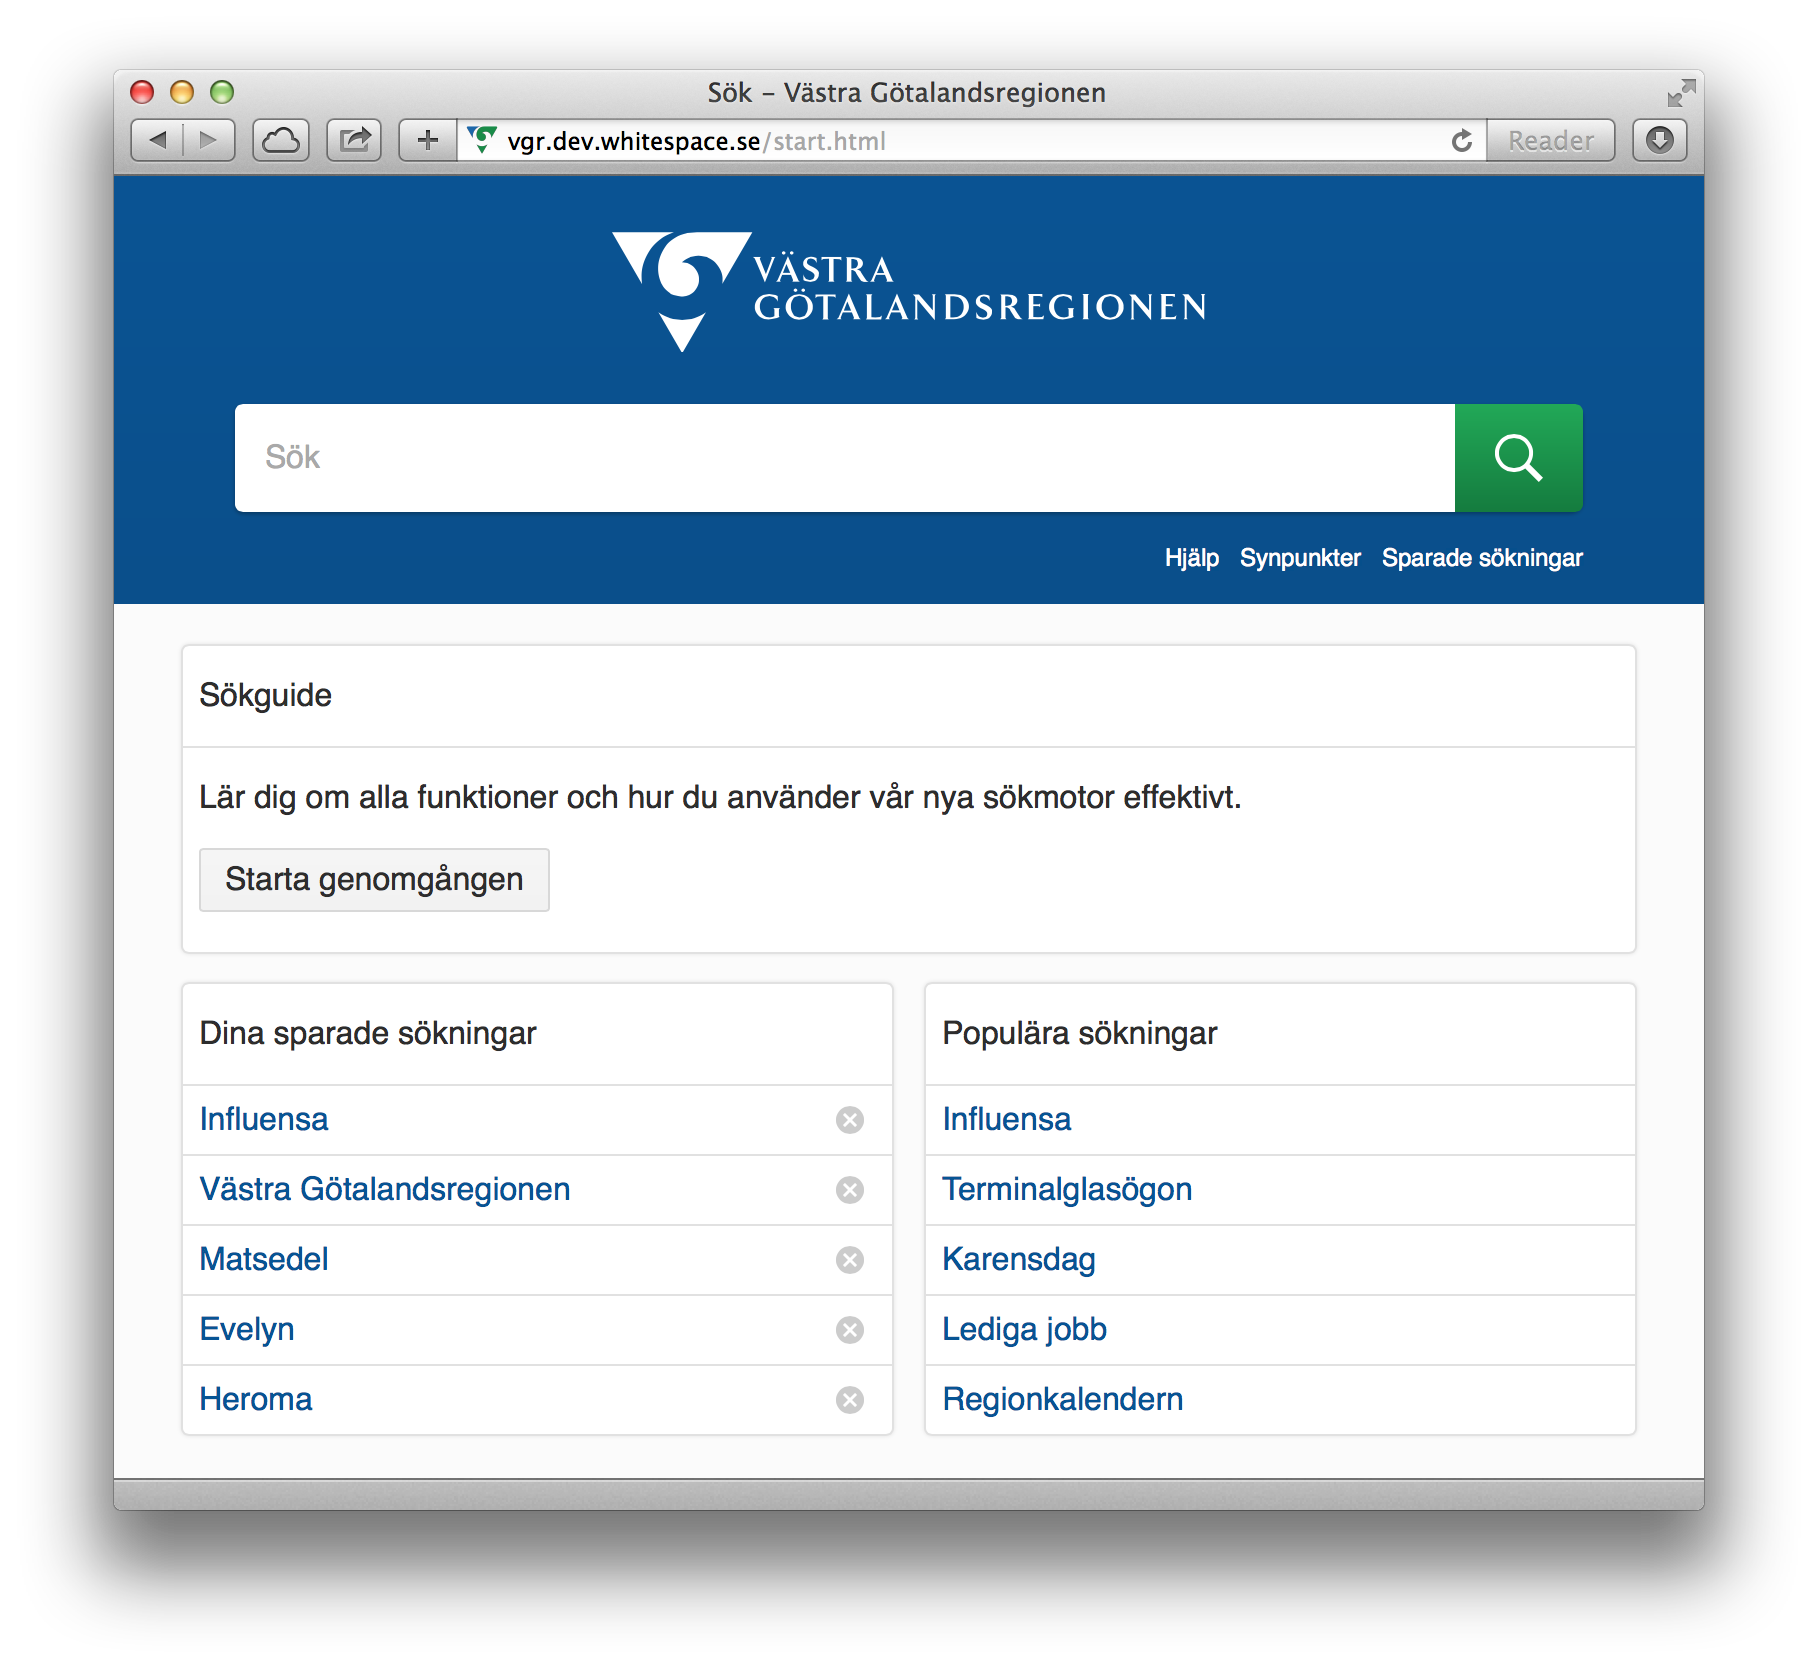 Sök – Västra Götalandsregionen
vgr.dev.whitespace.se/start.html
Reader
VÄSTRA
GÖTALANDSREGIONEN
Sök
Hjälp Synpunkter Sparade sökningar
Sökguide
Lär dig om alla funktioner och hur du använder vår nya sökmotor effektivt.
Starta genomgången
Dina sparade sökningar
Influensa
Västra Götalandsregionen
Matsedel
Evelyn
Heroma
Populära sökningar
Influensa
Terminalglasögon
Karensdag
Lediga jobb
Regionkalendern